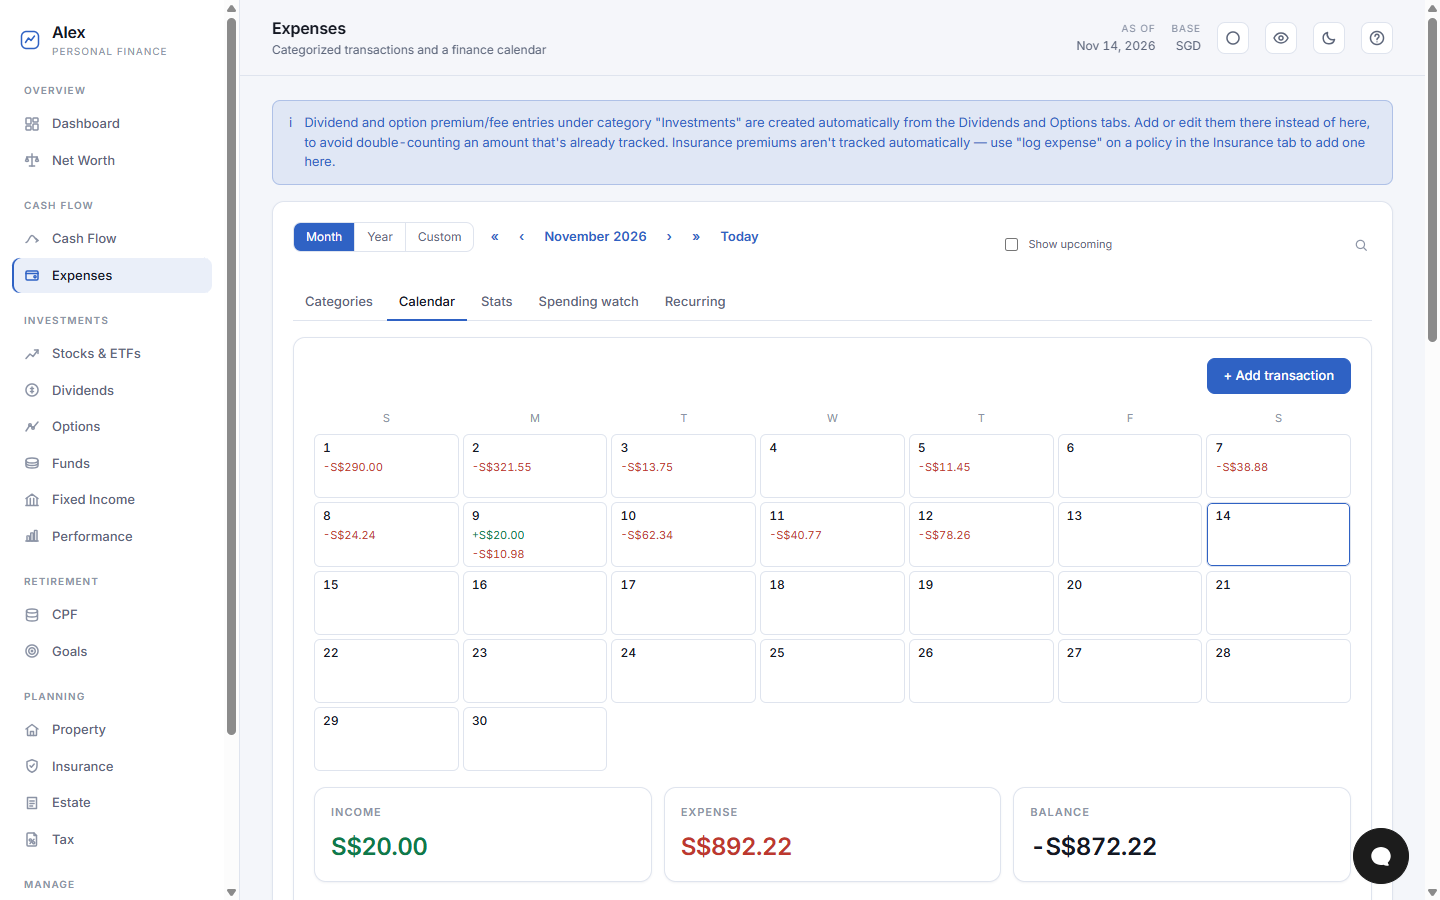 Alex
PERSONAL FINANCE
OVERVIEW
Dashboard
Net Worth
CASH FLOW
Cash Flow
Expenses
INVESTMENTS
Stocks & ETFs
Dividends
Options
Funds
Fixed Income
Performance
RETIREMENT
CPF
Goals
PLANNING
Property
Insurance
Estate
Tax
MANAGE
Expenses
Categorized transactions and a finance calendar
AS OF
Nov 14, 2026
BASE
SGD
i Dividend and option premium/fee entries under category "Investments" are created automatically from the Dividends and Options tabs. Add or edit them there instead of here,
to avoid double-counting an amount that's already tracked. Insurance premiums aren't tracked automatically — use "log expense" on a policy in the Insurance tab to add one
here.
Month Year Custom « ‹ November 2026 › » Today
Show upcoming
Categories Calendar Stats Spending watch Recurring
+ Add transaction
S M T W T F S
1 2 3 4 5 6 7
-S$290.00 -S$321.55 -S$13.75 -S$11.45 -S$38.88
8 9 10 11 12 13 14
-S$24.24 +S$20.00 -S$62.34 -S$40.77 -S$78.26
-S$10.98
15 16 17 18 19 20 21
22 23 24 25 26 27 28
29 30
INCOME
S$20.00
EXPENSE
S$892.22
BALANCE
-S$872.22